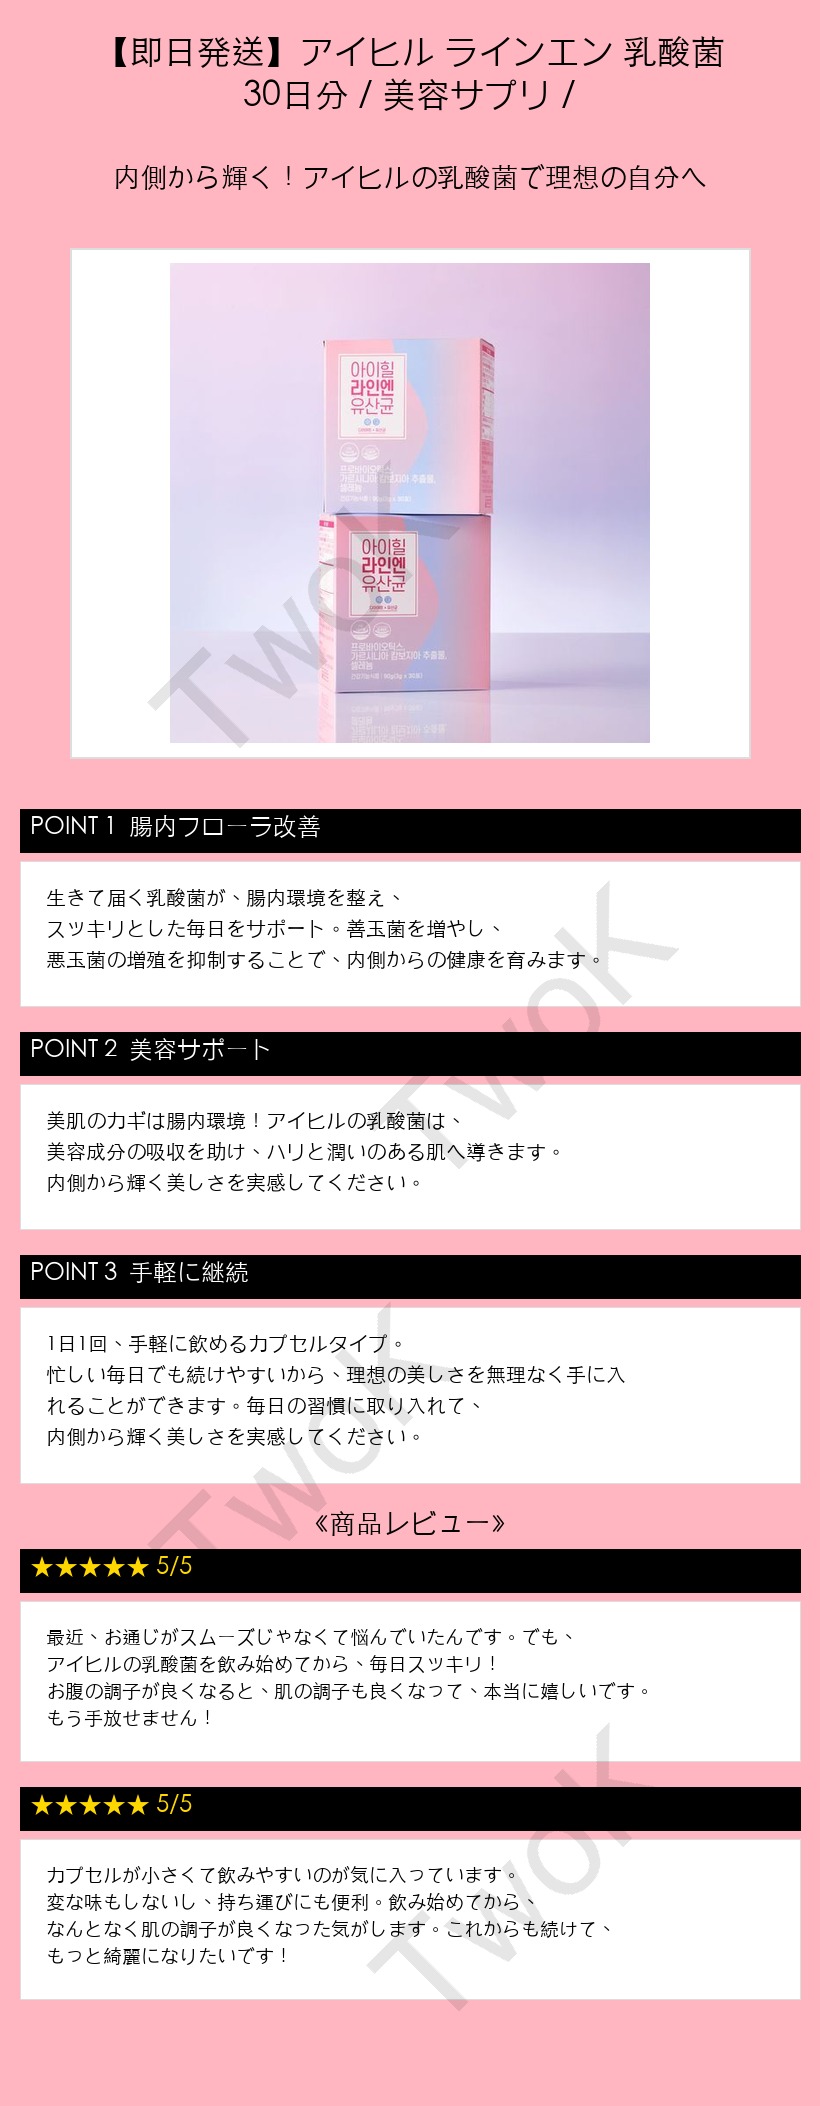 【即日発送】アイヒル ラインエン 乳酸菌
30日分 / 美容サプリ /
内側から輝く！アイヒルの乳酸菌で理想の自分へ
아이힐
라인엔
유산균
프로바이오틱스,
가르시니아 캄보지아 추출물,
셀레늄
아이힐
라인엔
유산균
프로바이오틱스,
가르시니아 캄보지아 추출물,
셀레늄
건강기능식품 | 90g(3g x 30포)
TwoK
POINT 1 腸内フローラ改善
生きて届く乳酸菌が、腸内環境を整え、
スッキリとした毎日をサポート。善玉菌を増やし、
悪玉菌の増殖を抑制することで、内側からの健康を育みます。
TwoK
POINT 2 美容サポート
美肌のカギは腸内環境！アイヒルの乳酸菌は、
美容成分の吸収を助け、ハリと潤いのある肌へ導きます。
内側から輝く美しさを実感してください。
POINT 3 手軽に継続
1日1回、手軽に飲めるカプセルタイプ。
忙しい毎日でも続けやすいから、理想の美しさを無理なく手に入
れることができます。毎日の習慣に取り入れて、
内側から輝く美しさを実感してください。
TwoK
《商品レビュー》
★★★★★ 5/5
最近、お通じがスムーズじゃなくて悩んでいたんです。でも、
アイヒルの乳酸菌を飲み始めてから、毎日スッキリ！
お腹の調子が良くなると、肌の調子も良くなって、本当に嬉しいです。
もう手放せません！
★★★★★ 5/5
カプセルが小さくて飲みやすいのが気に入っています。
変な味もしないし、持ち運びにも便利。飲み始めてから、
なんとなく肌の調子が良くなった気がします。これからも続けて、
もっと綺麗になりたいです！
TwoK